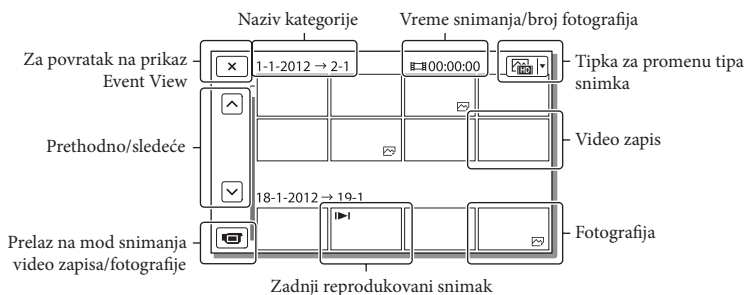 Naziv kategorije
Vreme snimanja/broj fotografija
Za povratak na prikaz
Event View
1-1-2012 → 2-1
00:00:00
HD
Tipka za promenu tipa
snimka
Prethodno/sledeće
Video zapis
18-1-2012 → 19-1
Prelaz na mod snimanja
video zapisa/fotografije
Fotografija
Zadnji reprodukovani snimak